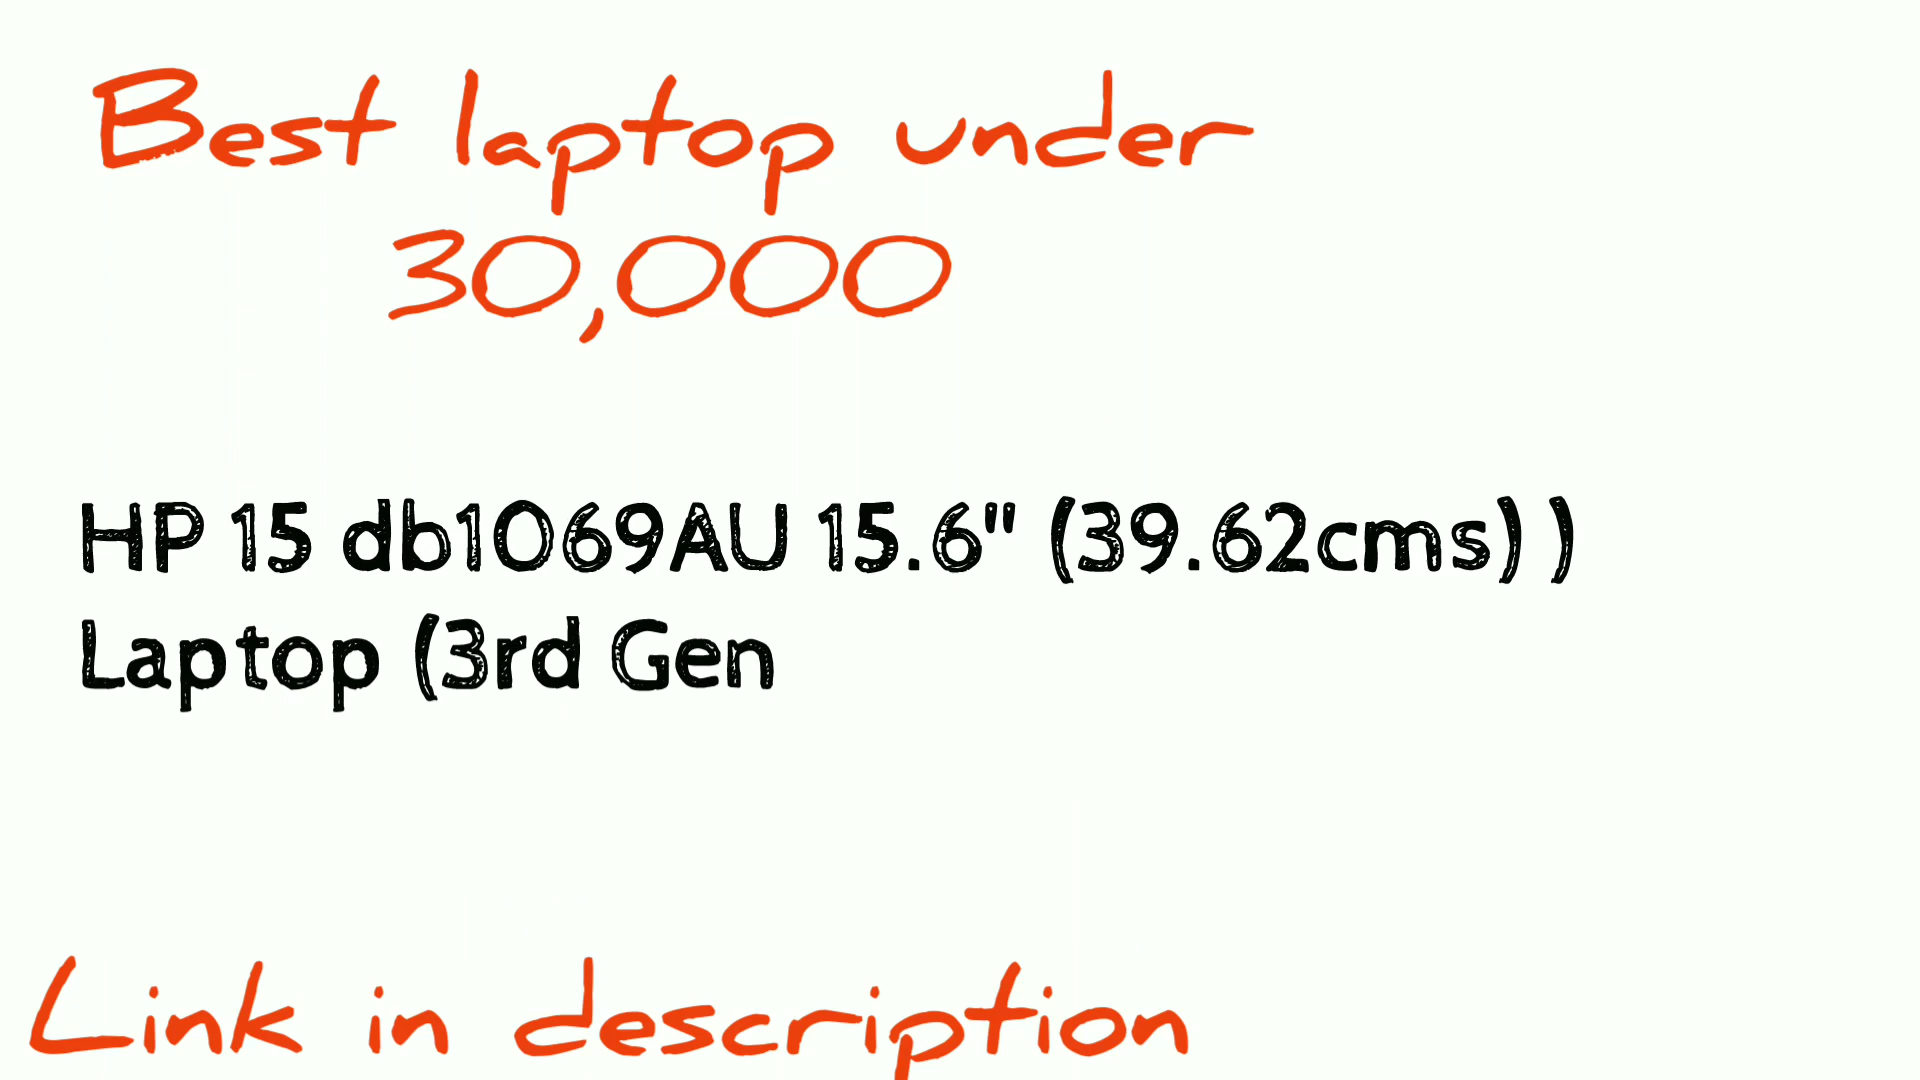 Best laptop under
30,000
HP 15 db1069AU 15.6" (39.62cms) )
Laptop (3rd Gen
Link in description